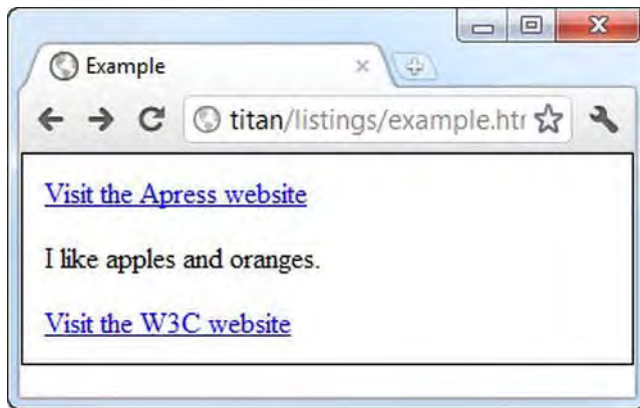 Example
titan/listings/example.htr
Visit the Apress website
I like apples and oranges.
Visit the W3C website